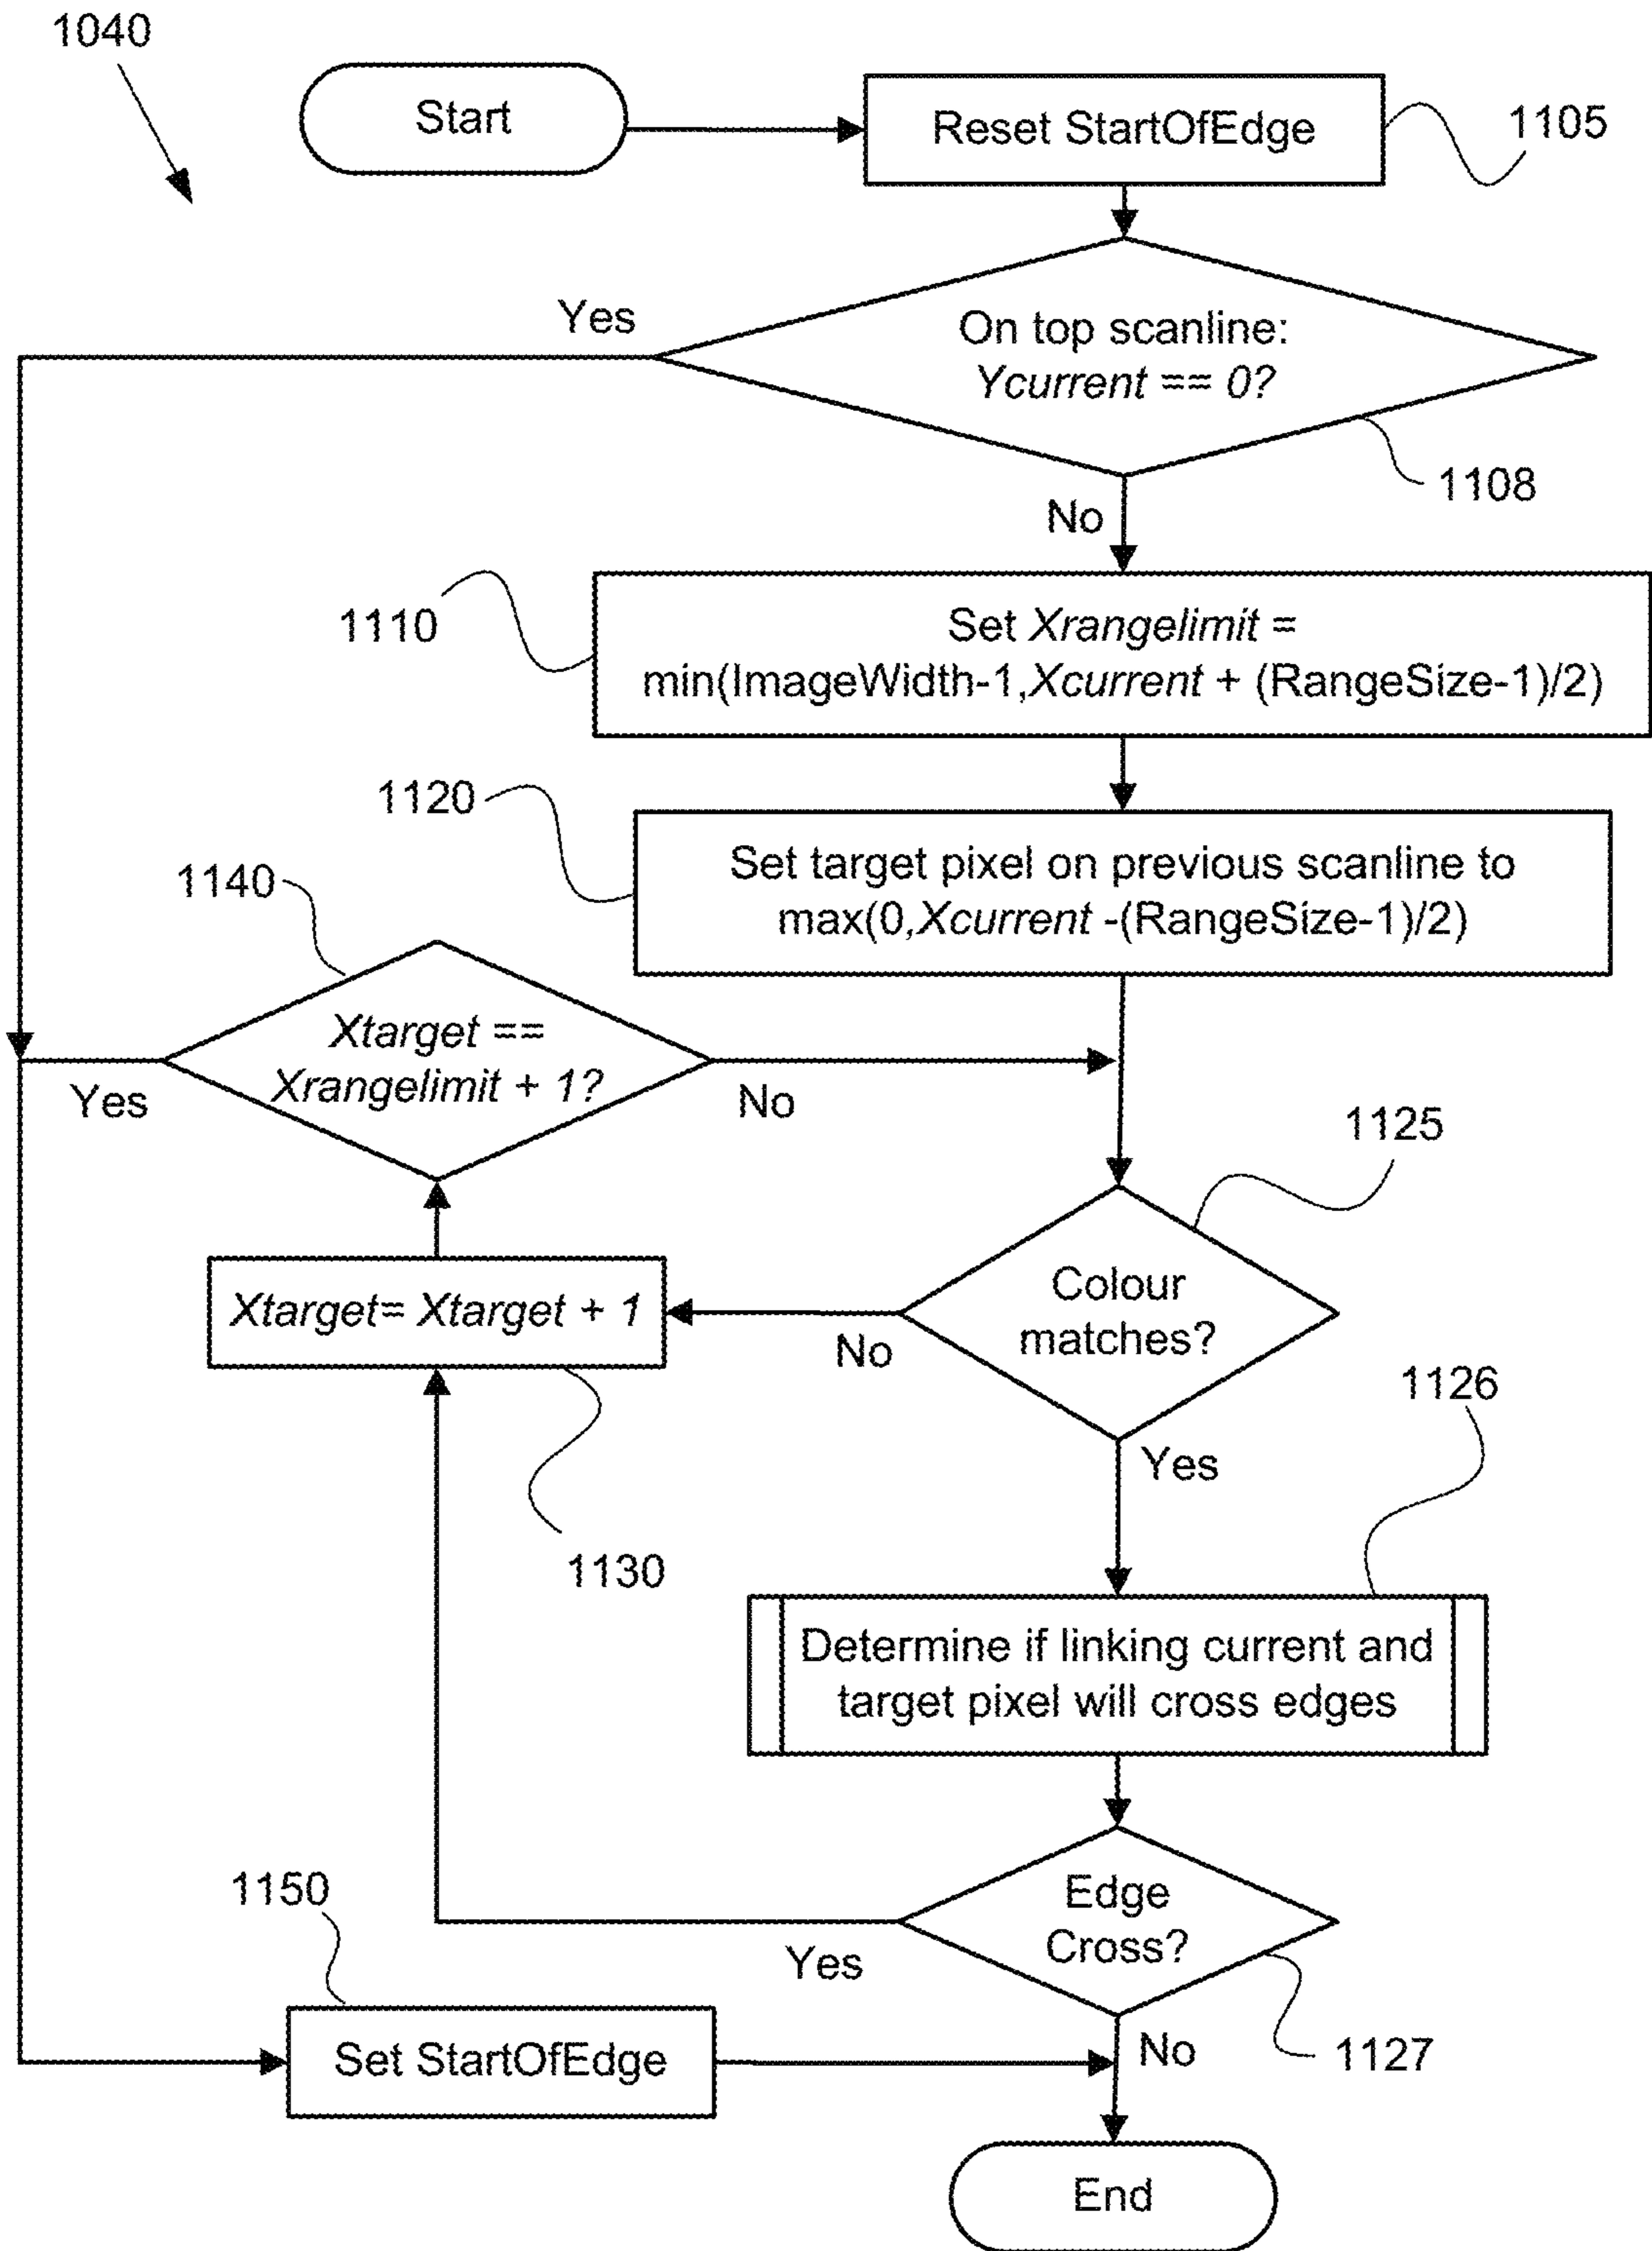 1040
Start
Reset StartOfEdge
1105
Yes
On top scanline:
Ycurrent == 0?
1108
No
1110
Set Xrangelimit =
min(ImageWidth-1,Xcurrent + (RangeSize-1)/2)
1120
Set target pixel on previous scanline to
max(0,Xcurrent -(RangeSize-1)/2)
1140
Xtarget ==
Xrangelimit + 1?
Yes
No
1125
Colour
matches?
Xtarget= Xtarget + 1
No
1126
Yes
1130
Determine if linking current and
target pixel will cross edges
1150
Edge
Cross?
Yes
Set StartOfEdge
No
1127
End